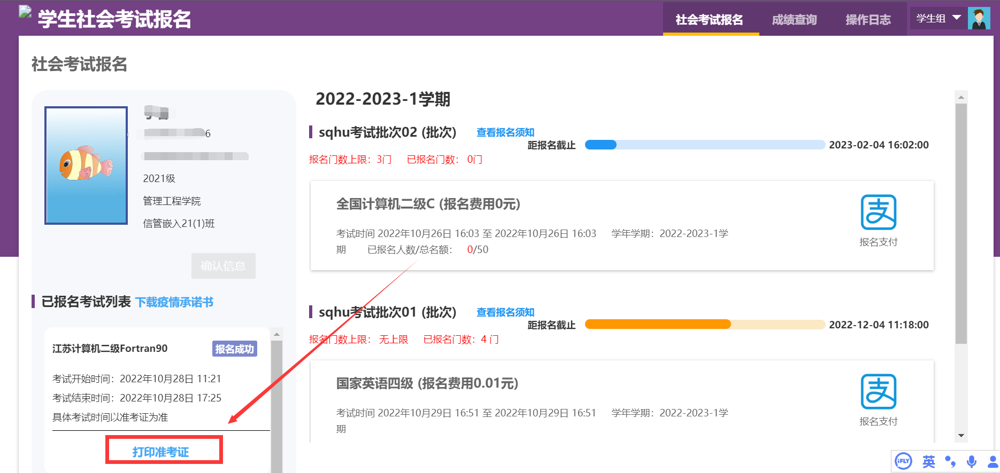 学生社会考试报名
社会考试报名
成绩查询
操作日志
学生组
社会考试报名
6
2021级
管理工程学院
信管嵌入21(1)班
确认信息
已报名考试列表 下载疫情承诺书
江苏计算机二级Fortran90 报名成功
考试开始时间：2022年10月28日 11:21
考试结束时间：2022年10月28日 17:25
具体考试时间以准考证为准
打印准考证
2022-2023-1学期
sqhu考试批次02 (批次) 查看报名须知
距报名截止 2023-02-04 16:02:00
报名门数上限：3门 已报名门数： 0门
全国计算机二级C (报名费用0元)
考试时间 2022年10月26日 16:03 至 2022年10月26日 16:03 学年学期：2022-2023-1学
期 已报名人数/总名额： 0/50
支
报名支付
sqhu考试批次01 (批次) 查看报名须知
距报名截止 2022-12-04 11:18:00
报名门数上限： 无上限 已报名门数：4 门
国家英语四级 (报名费用0.01元)
考试时间 2022年10月29日 16:51 至 2022年10月29日 16:51 学年学期：2022-2023-1学
期
支
报名支付
iFLY 英